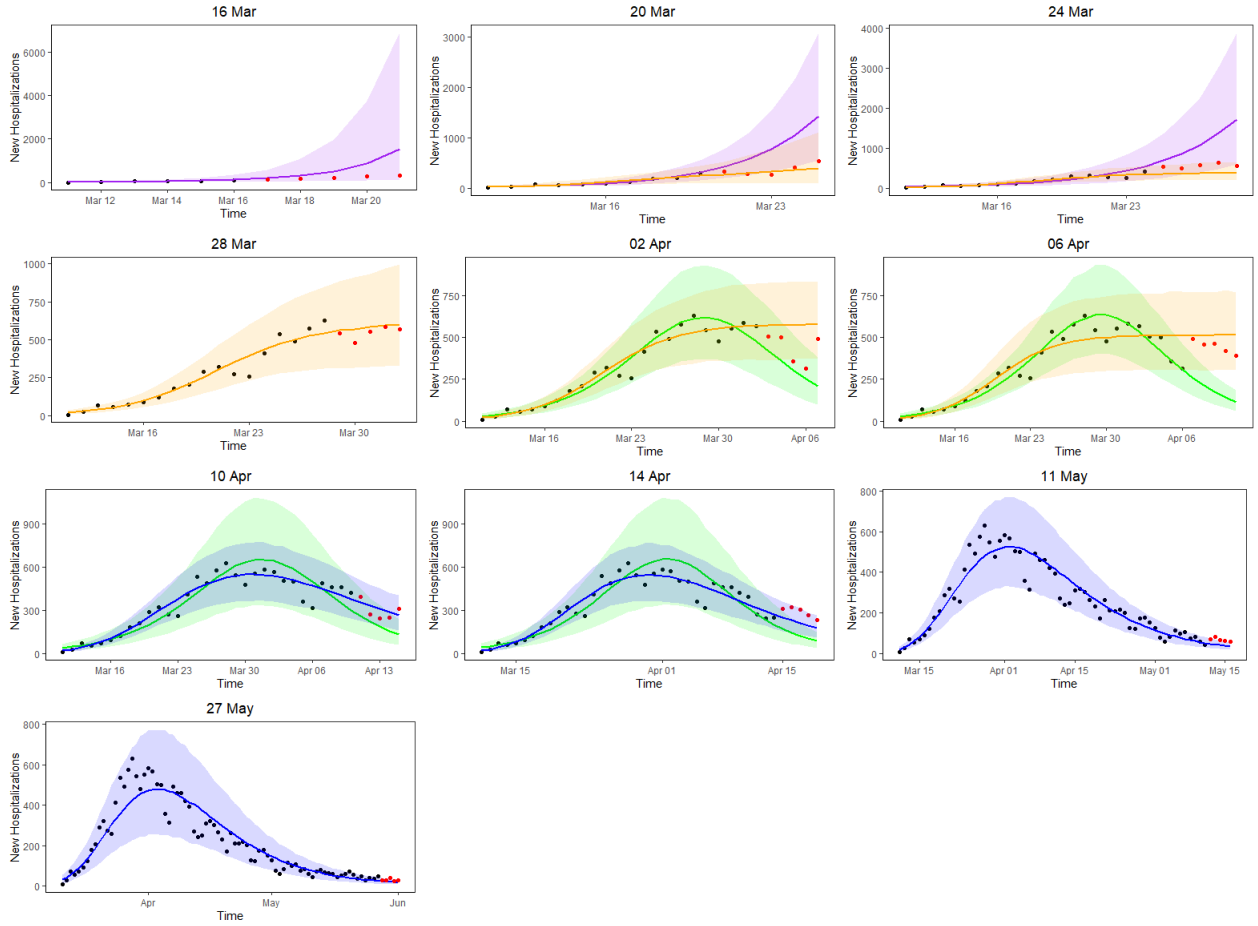 16 Mar
New Hospitalizations
6000
4000
2000
0
Mar 12 Mar 14 Mar 16 Mar 18 Mar 20
Time
20 Mar
New Hospitalizations
3000
2000
1000
0
Mar 16 Mar 23
Time
24 Mar
New Hospitalizations
4000
3000
2000
1000
0
Mar 16 Mar 23
Time
28 Mar
New Hospitalizations
1000
750
500
250
0
Mar 16 Mar 23 Mar 30
Time
02 Apr
New Hospitalizations
750
500
250
0
Mar 16 Mar 23 Mar 30 Apr 06
Time
06 Apr
New Hospitalizations
750
500
250
0
Mar 16 Mar 23 Mar 30 Apr 06
Time
10 Apr
New Hospitalizations
900
600
300
0
Mar 16 Mar 23 Mar 30 Apr 06 Apr 13
Time
14 Apr
New Hospitalizations
900
600
300
0
Mar 15 Apr 01 Apr 15
Time
11 May
New Hospitalizations
800
600
400
200
0
Mar 15 Apr 01 Apr 15 May 01 May 15
Time
27 May
New Hospitalizations
800
600
400
200
0
Apr May Jun
Time